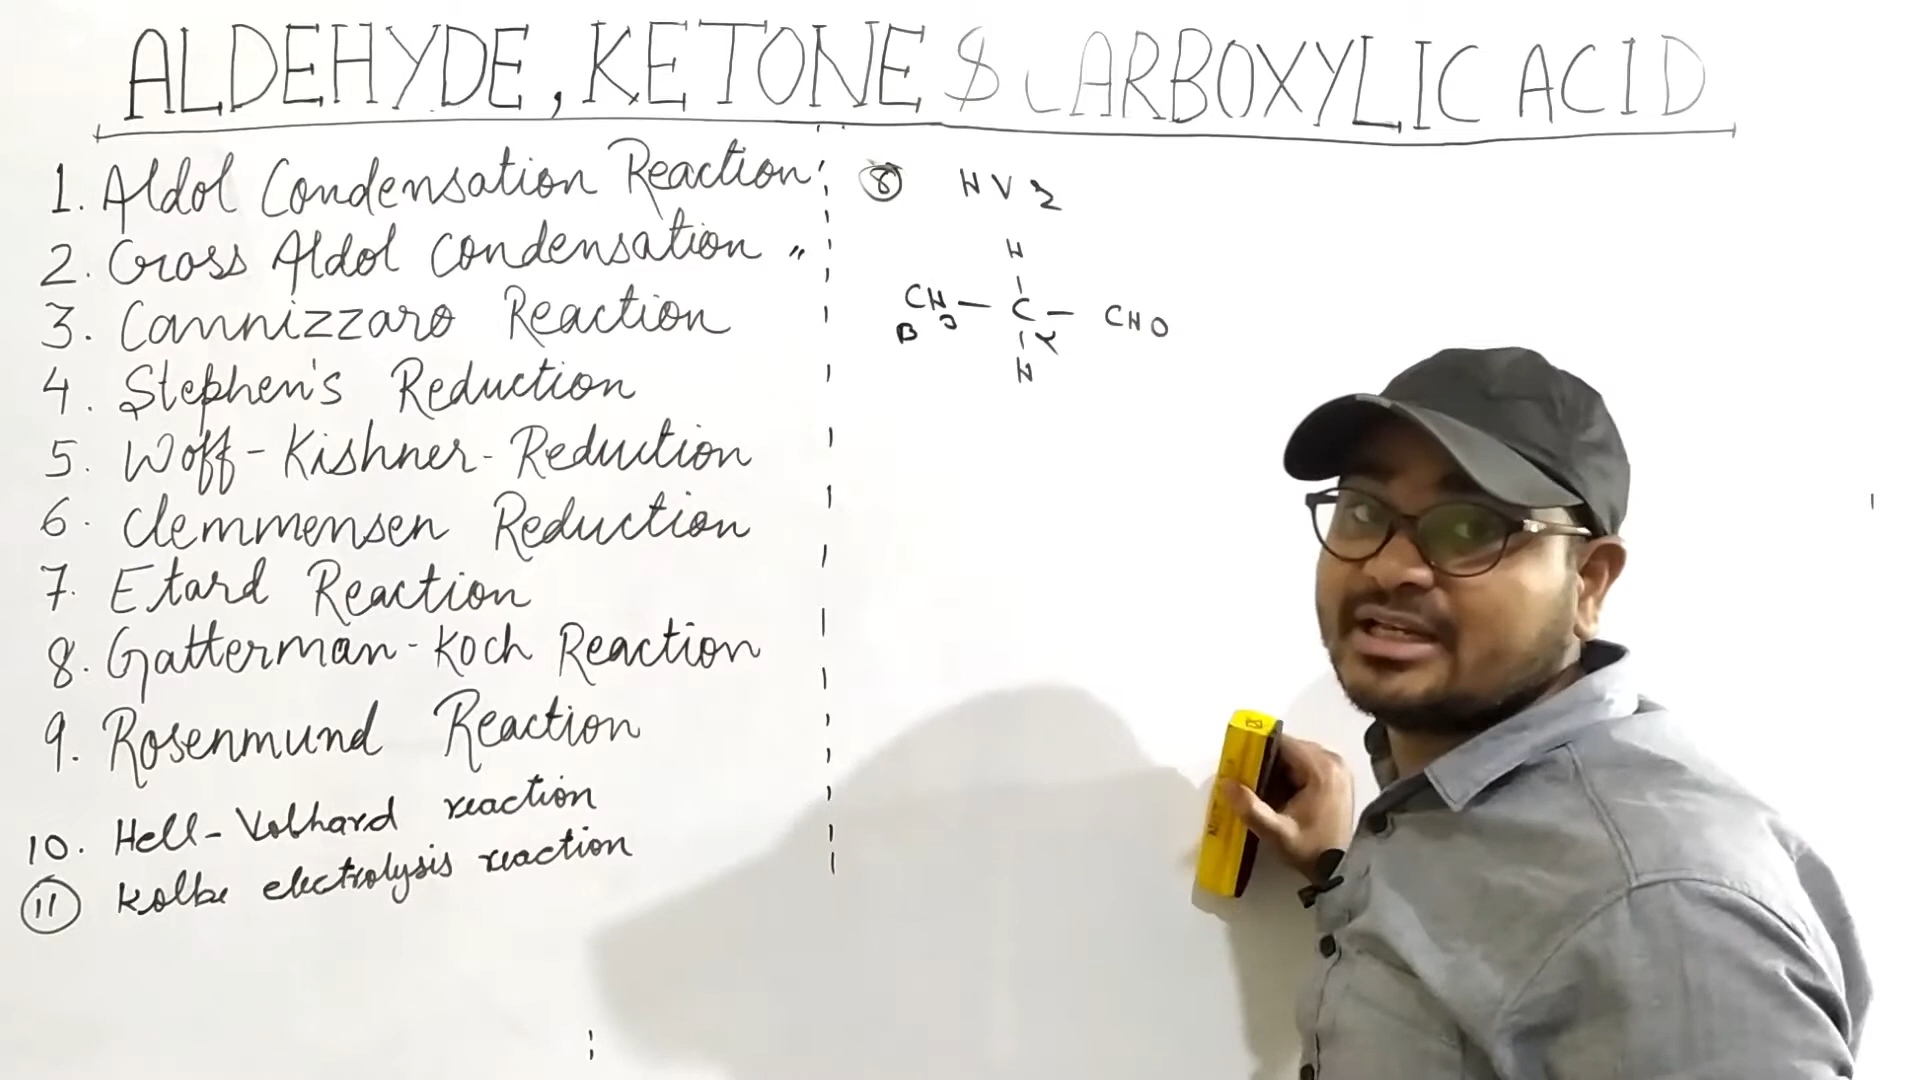 ALDEHYDE, KETONE $ CARBOXYLIC ACID
1. Aldol Condensation Reaction
2. Cross Aldol Condensation "
3. Cannizzaro Reaction
4. Stephen's Reduction
5. Woff-Kishner-Reduction
6. Clemmensen Reduction
7. Etard Reaction
8. Gatterman-Koch Reaction
9. Rosenmund Reaction
10. Hell-Volhard reaction
11 Kolbe electrolysis reaction
8 HVZ
H
CH3 — C — CHO
B α
H